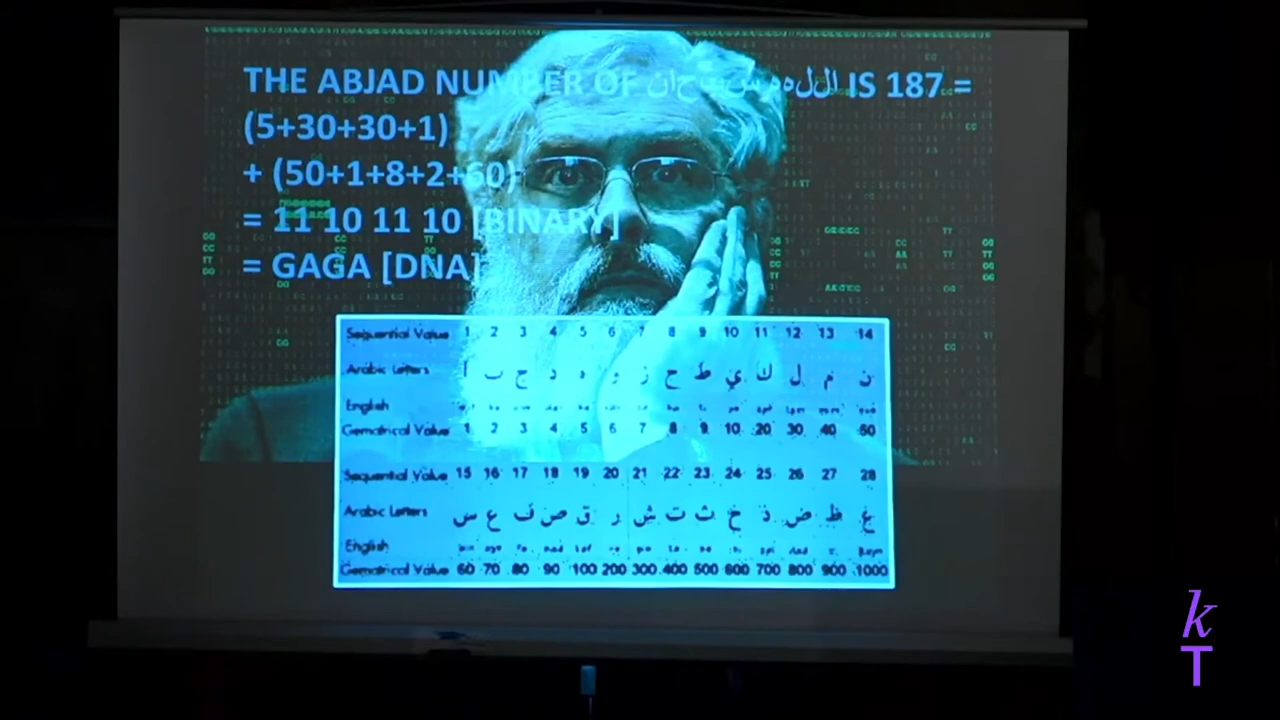 THE ABJAD NUMBER OF ناحبس هللا IS 187 =
(5+30+30+1)
+ (50+1+8+2+60)
= 11 10 11 10 [BINARY]
= GAGA [DNA]
Sequential Value 1 2 3 4 5 6 7 8 9 10 11 12 13 14
Arabic Letters ا ب ج د ه و ز ح ط ي ك ل م ن
English
Gematrical Value 1 2 3 4 5 6 7 8 9 10 20 30 40 50
Sequential Value 15 16 17 18 19 20 21 22 23 24 25 26 27 28
Arabic Letters س ع ف ص ق ر ش ت ث خ ذ ض ظ غ
English
Gematrical Value 60 70 80 90 100 200 300 400 500 600 700 800 900 1000
k
T